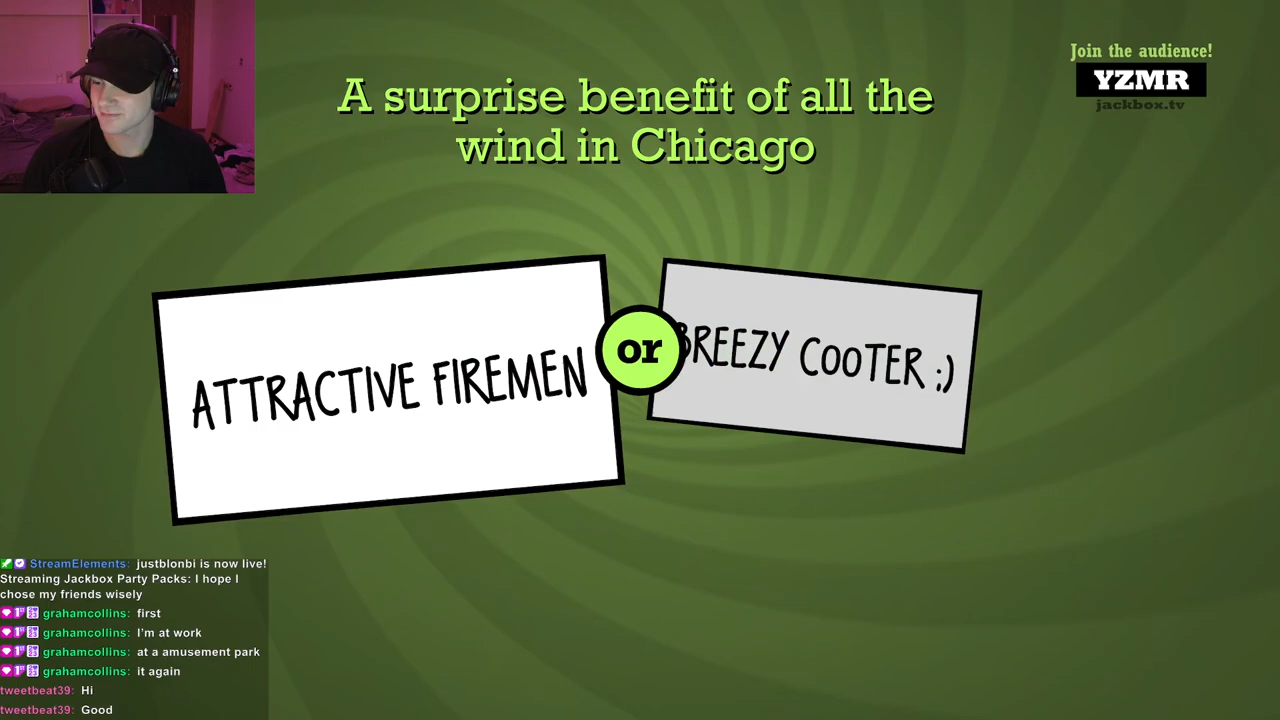 Join the audience!
YZMR
jackbox.tv
A surprise benefit of all the
wind in Chicago
ATTRACTIVE FIREMEN
or
BREEZY COOTER ;)
StreamElements: justblonbi is now live!
Streaming Jackbox Party Packs: I hope I
chose my friends wisely
grahamcollins: first
grahamcollins: I'm at work
grahamcollins: at a amusement park
grahamcollins: it again
tweetbeat39: Hi
tweetbeat39: Good